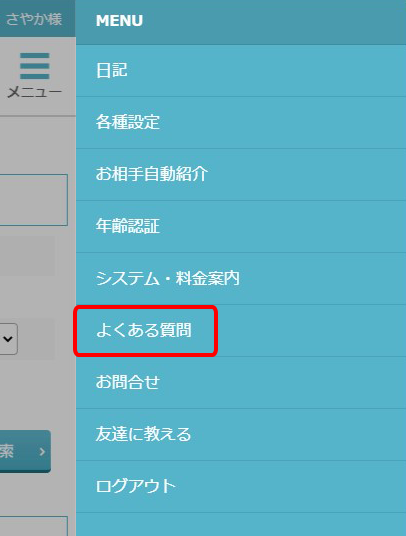 さやか様
メニュー
索
MENU
日記
各種設定
お相手自動紹介
年齢認証
システム・料金案内
よくある質問
お問合せ
友達に教える
ログアウト